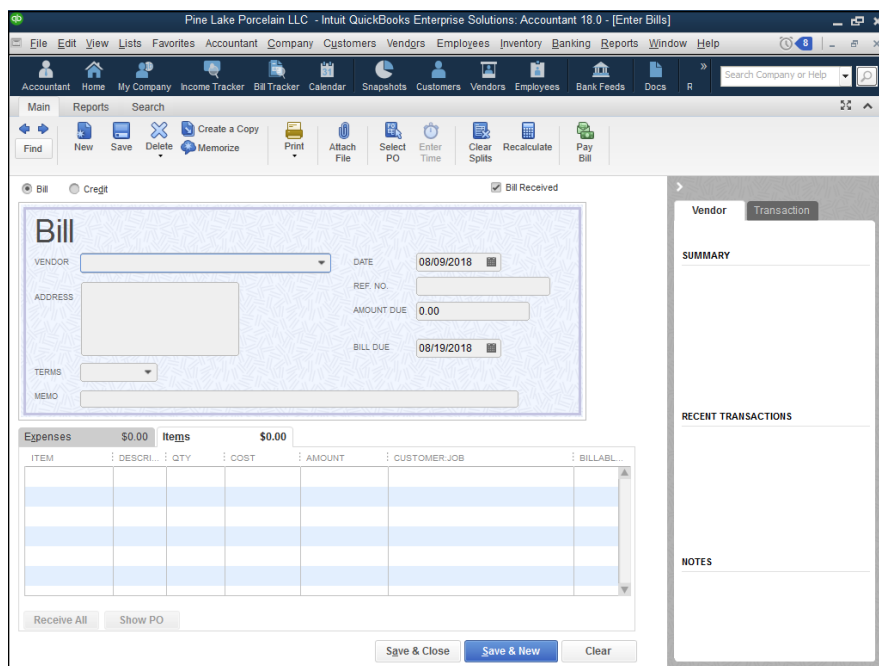 Pine Lake Porcelain LLC - Intuit QuickBooks Enterprise Solutions: Accountant 18.0 - [Enter Bills]
File Edit View Lists Favorites Accountant Company Customers Vendors Employees Inventory Banking Reports Window Help 8
Accountant Home My Company Income Tracker Bill Tracker Calendar Snapshots Customers Vendors Employees Bank Feeds Docs R » Search Company or Help
Main Reports Search
Find New Save Delete Create a Copy
Memorize Print Attach File Select PO Enter Time Clear Splits Recalculate Pay Bill
Bill Credit Bill Received
Bill
VENDOR DATE 08/09/2018
REF. NO.
ADDRESS
AMOUNT DUE 0.00
BILL DUE 08/19/2018
TERMS
MEMO
Expenses $0.00 Items $0.00
ITEM DESCRI... QTY COST AMOUNT CUSTOMER:JOB BILLABL...
Receive All Show PO
Save & Close Save & New Clear
Vendor Transaction
SUMMARY
RECENT TRANSACTIONS
NOTES